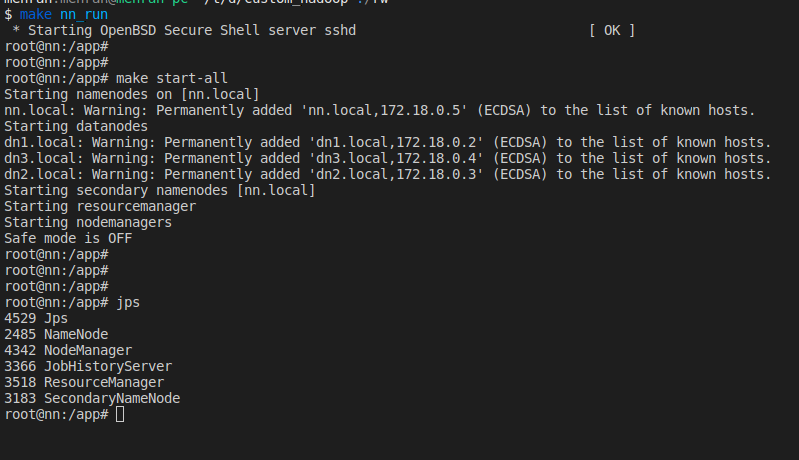 $ make nn_run
 * Starting OpenBSD Secure Shell server sshd                             [ OK ]
root@nn:/app#
root@nn:/app#
root@nn:/app# make start-all
Starting namenodes on [nn.local]
nn.local: Warning: Permanently added 'nn.local,172.18.0.5' (ECDSA) to the list of known hosts.
Starting datanodes
dn1.local: Warning: Permanently added 'dn1.local,172.18.0.2' (ECDSA) to the list of known hosts.
dn3.local: Warning: Permanently added 'dn3.local,172.18.0.4' (ECDSA) to the list of known hosts.
dn2.local: Warning: Permanently added 'dn2.local,172.18.0.3' (ECDSA) to the list of known hosts.
Starting secondary namenodes [nn.local]
Starting resourcemanager
Starting nodemanagers
Safe mode is OFF
root@nn:/app#
root@nn:/app#
root@nn:/app#
root@nn:/app# jps
4529 Jps
2485 NameNode
4342 NodeManager
3366 JobHistoryServer
3518 ResourceManager
3183 SecondaryNameNode
root@nn:/app#